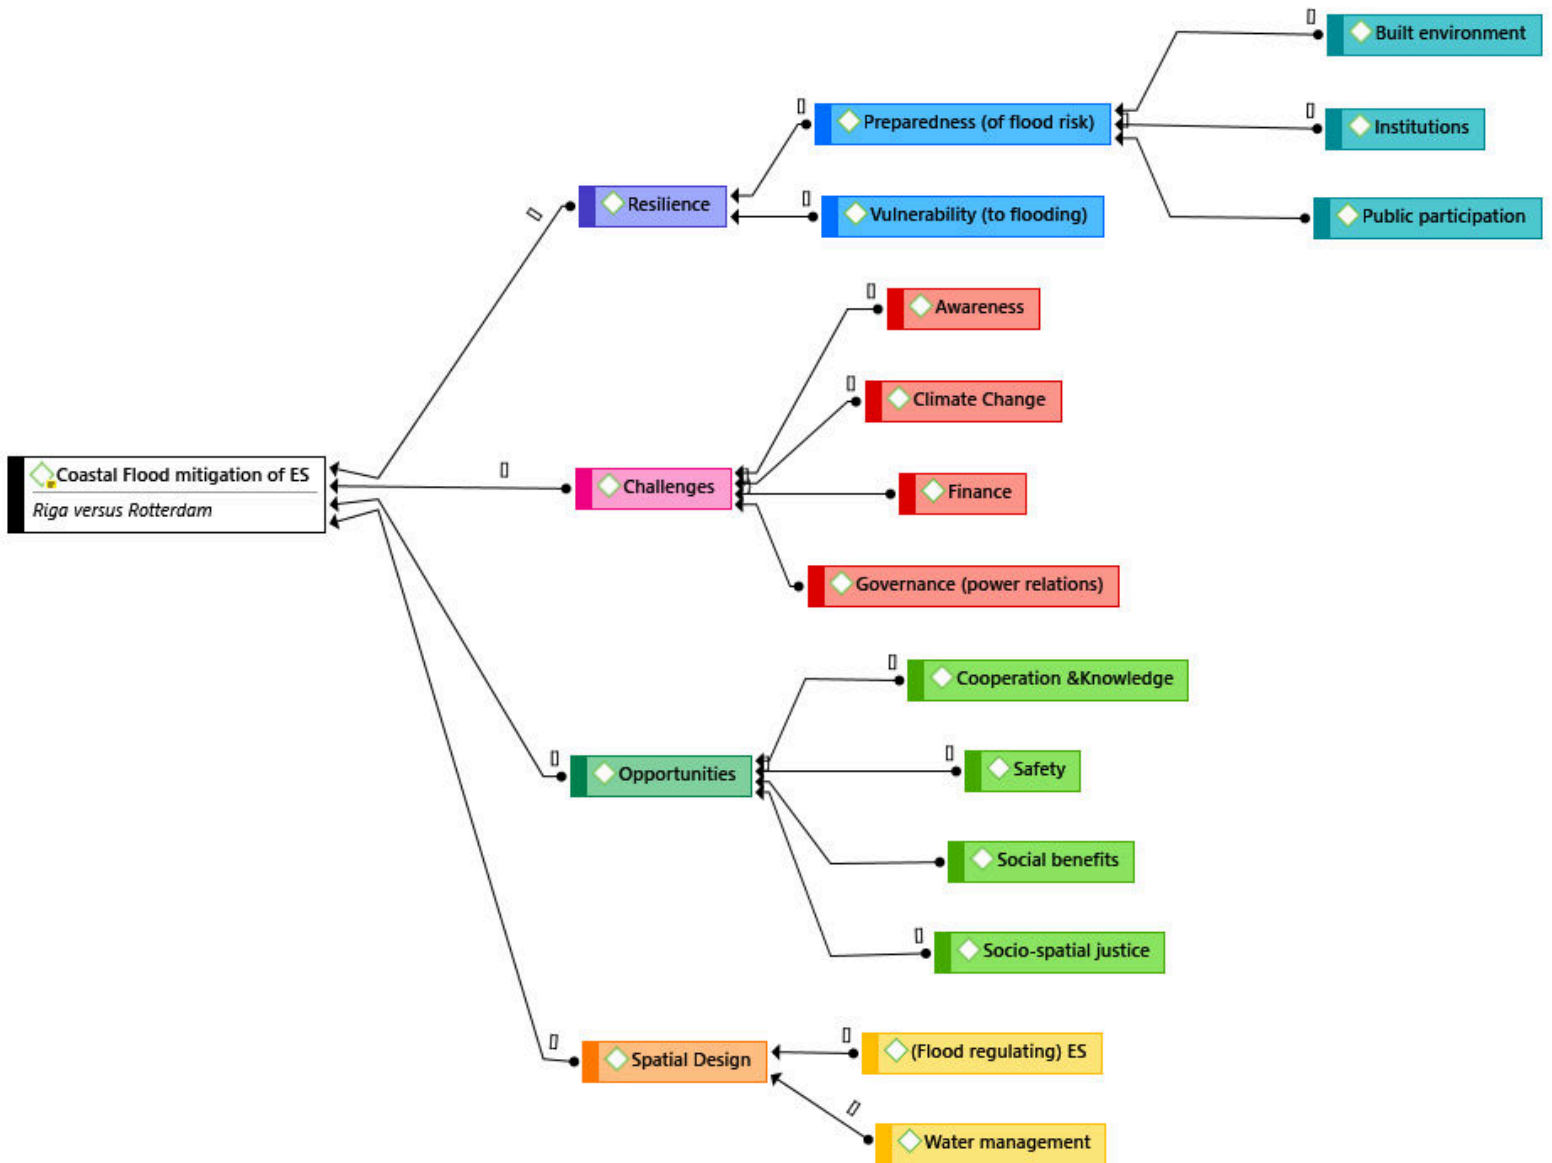 Built environment
Preparedness (of flood risk)
Institutions
Resilience
Vulnerability (to flooding)
Public participation
Awareness
Climate Change
Coastal Flood mitigation of ES
Riga versus Rotterdam
Challenges
Finance
Governance (power relations)
Cooperation &Knowledge
Opportunities
Safety
Social benefits
Socio-spatial justice
Spatial Design
(Flood regulating) ES
Water management